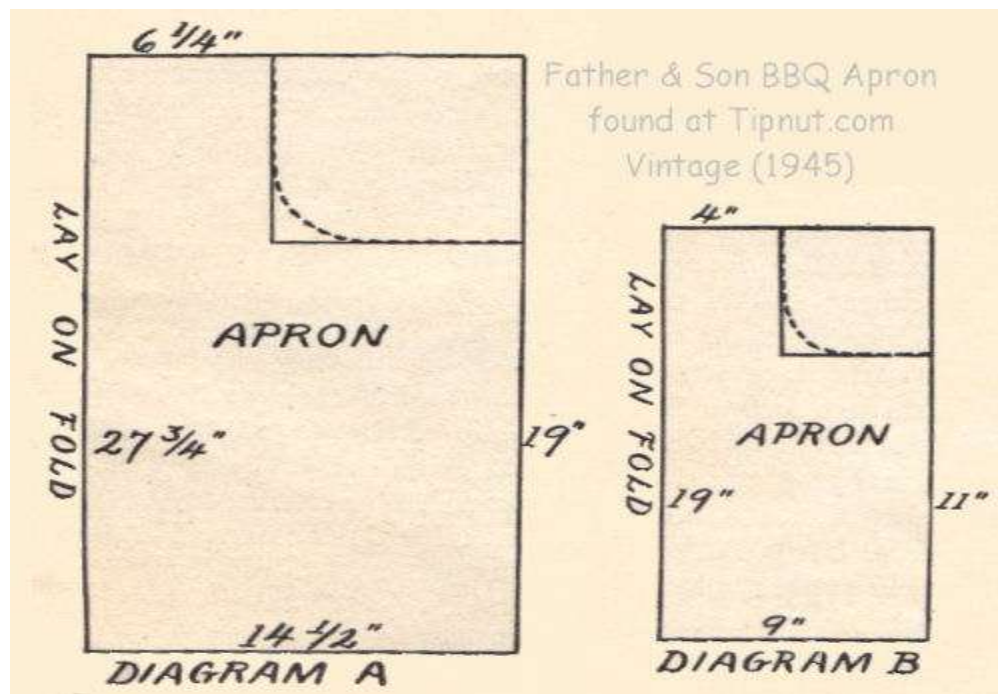 6 1/4"
Father & Son BBQ Apron
found at Tipnut.com
Vintage (1945)
LAY ON FOLD
APRON
27 3/4"
19"
14 1/2"
DIAGRAM A
4"
LAY ON FOLD
APRON
19"
11"
9"
DIAGRAM B